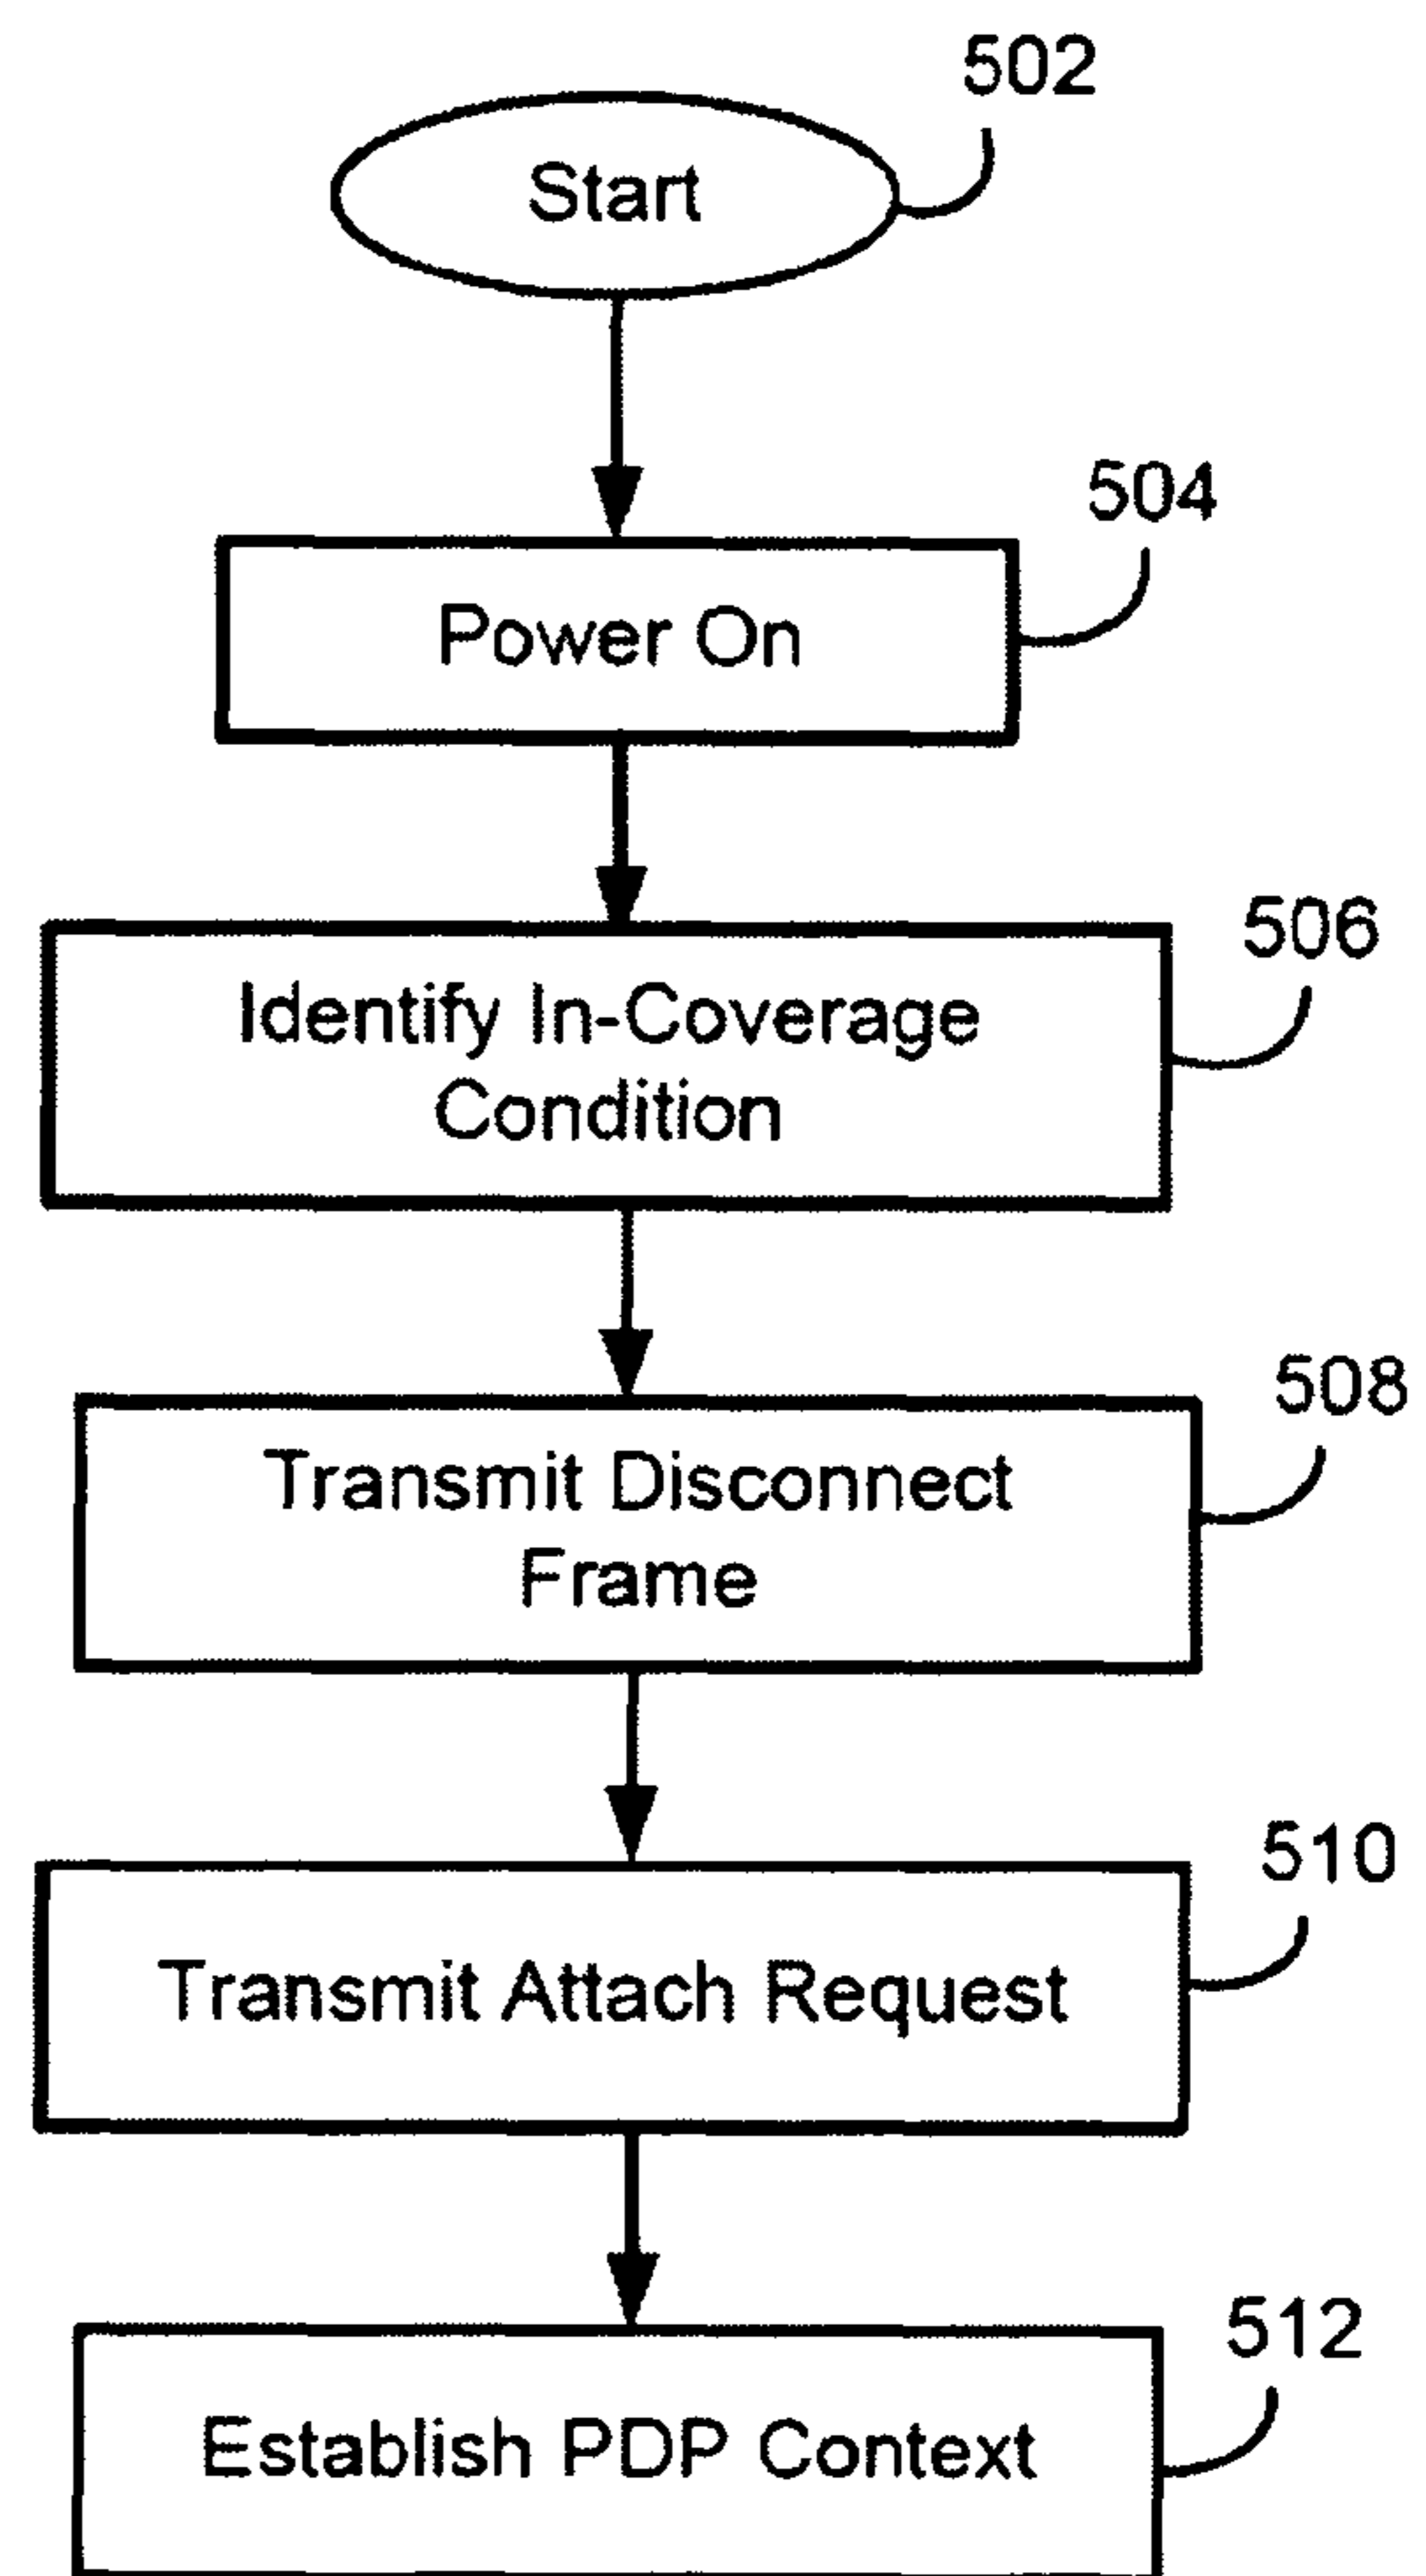 502
Start
504
Power On
506
Identify In-Coverage
Condition
508
Transmit Disconnect
Frame
510
Transmit Attach Request
512
Establish PDP Context